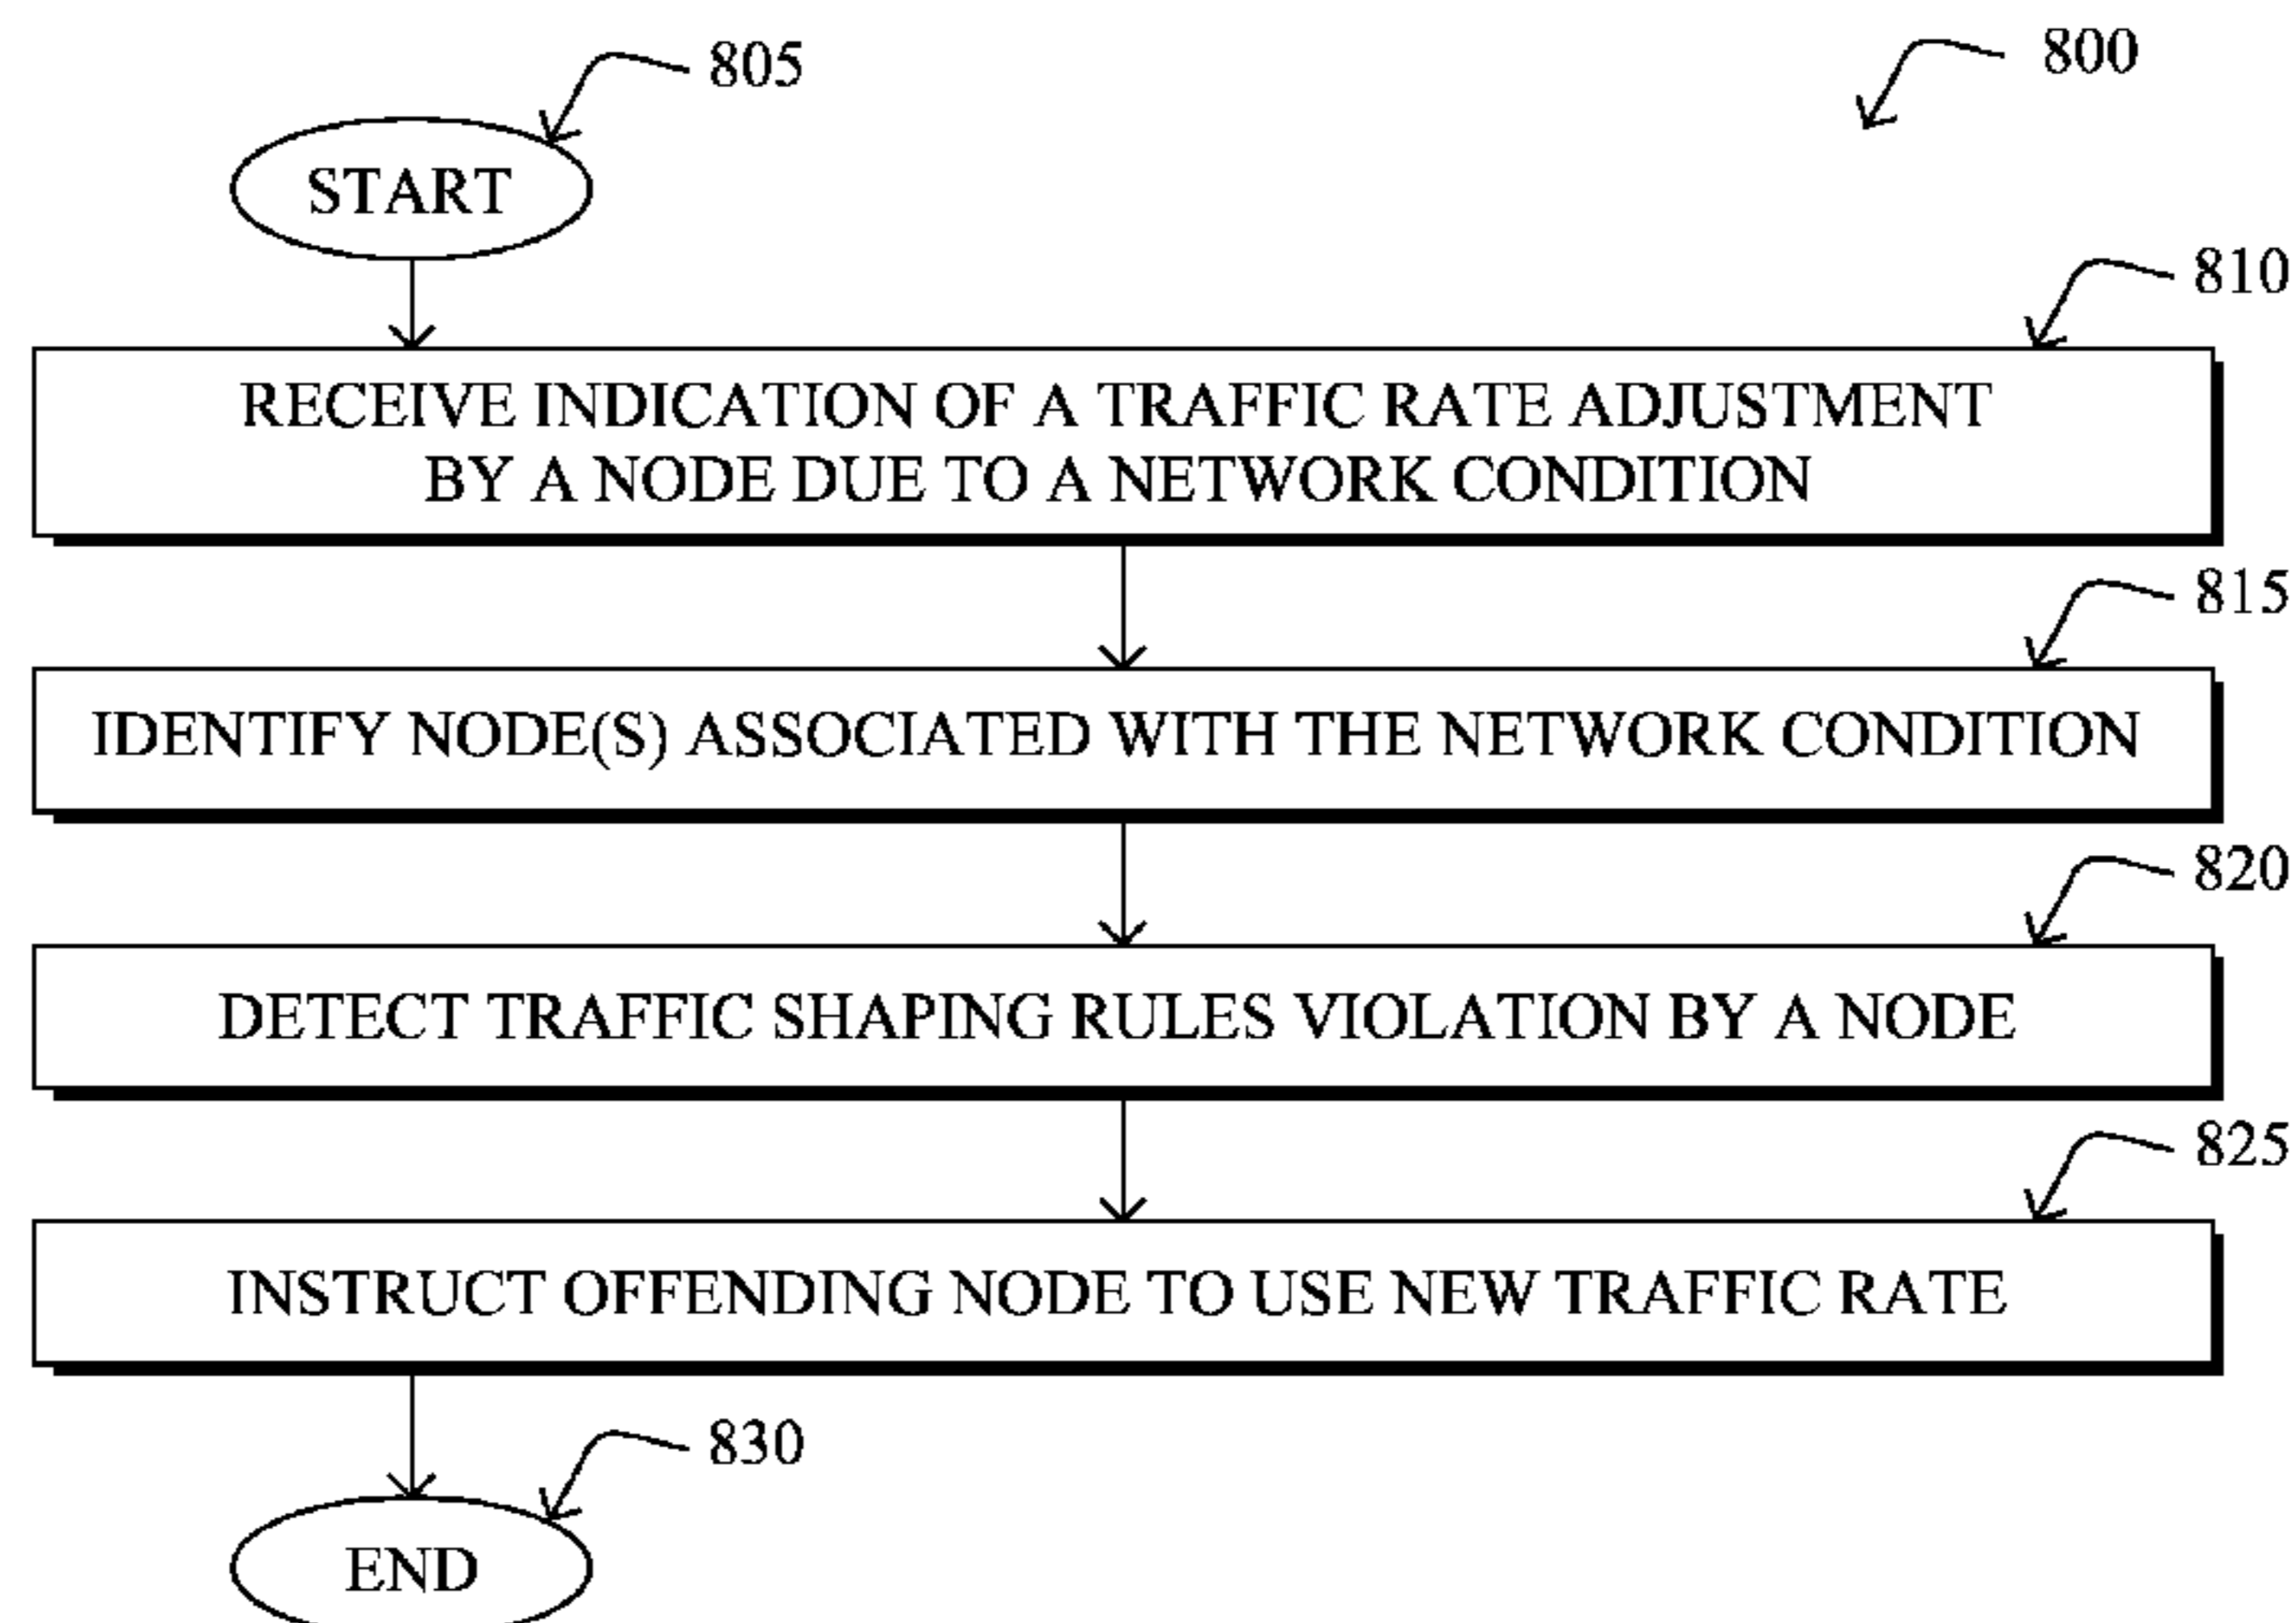 805
800
START
810
RECEIVE INDICATION OF A TRAFFIC RATE ADJUSTMENT
BY A NODE DUE TO A NETWORK CONDITION
815
IDENTIFY NODE(S) ASSOCIATED WITH THE NETWORK CONDITION
820
DETECT TRAFFIC SHAPING RULES VIOLATION BY A NODE
825
INSTRUCT OFFENDING NODE TO USE NEW TRAFFIC RATE
830
END